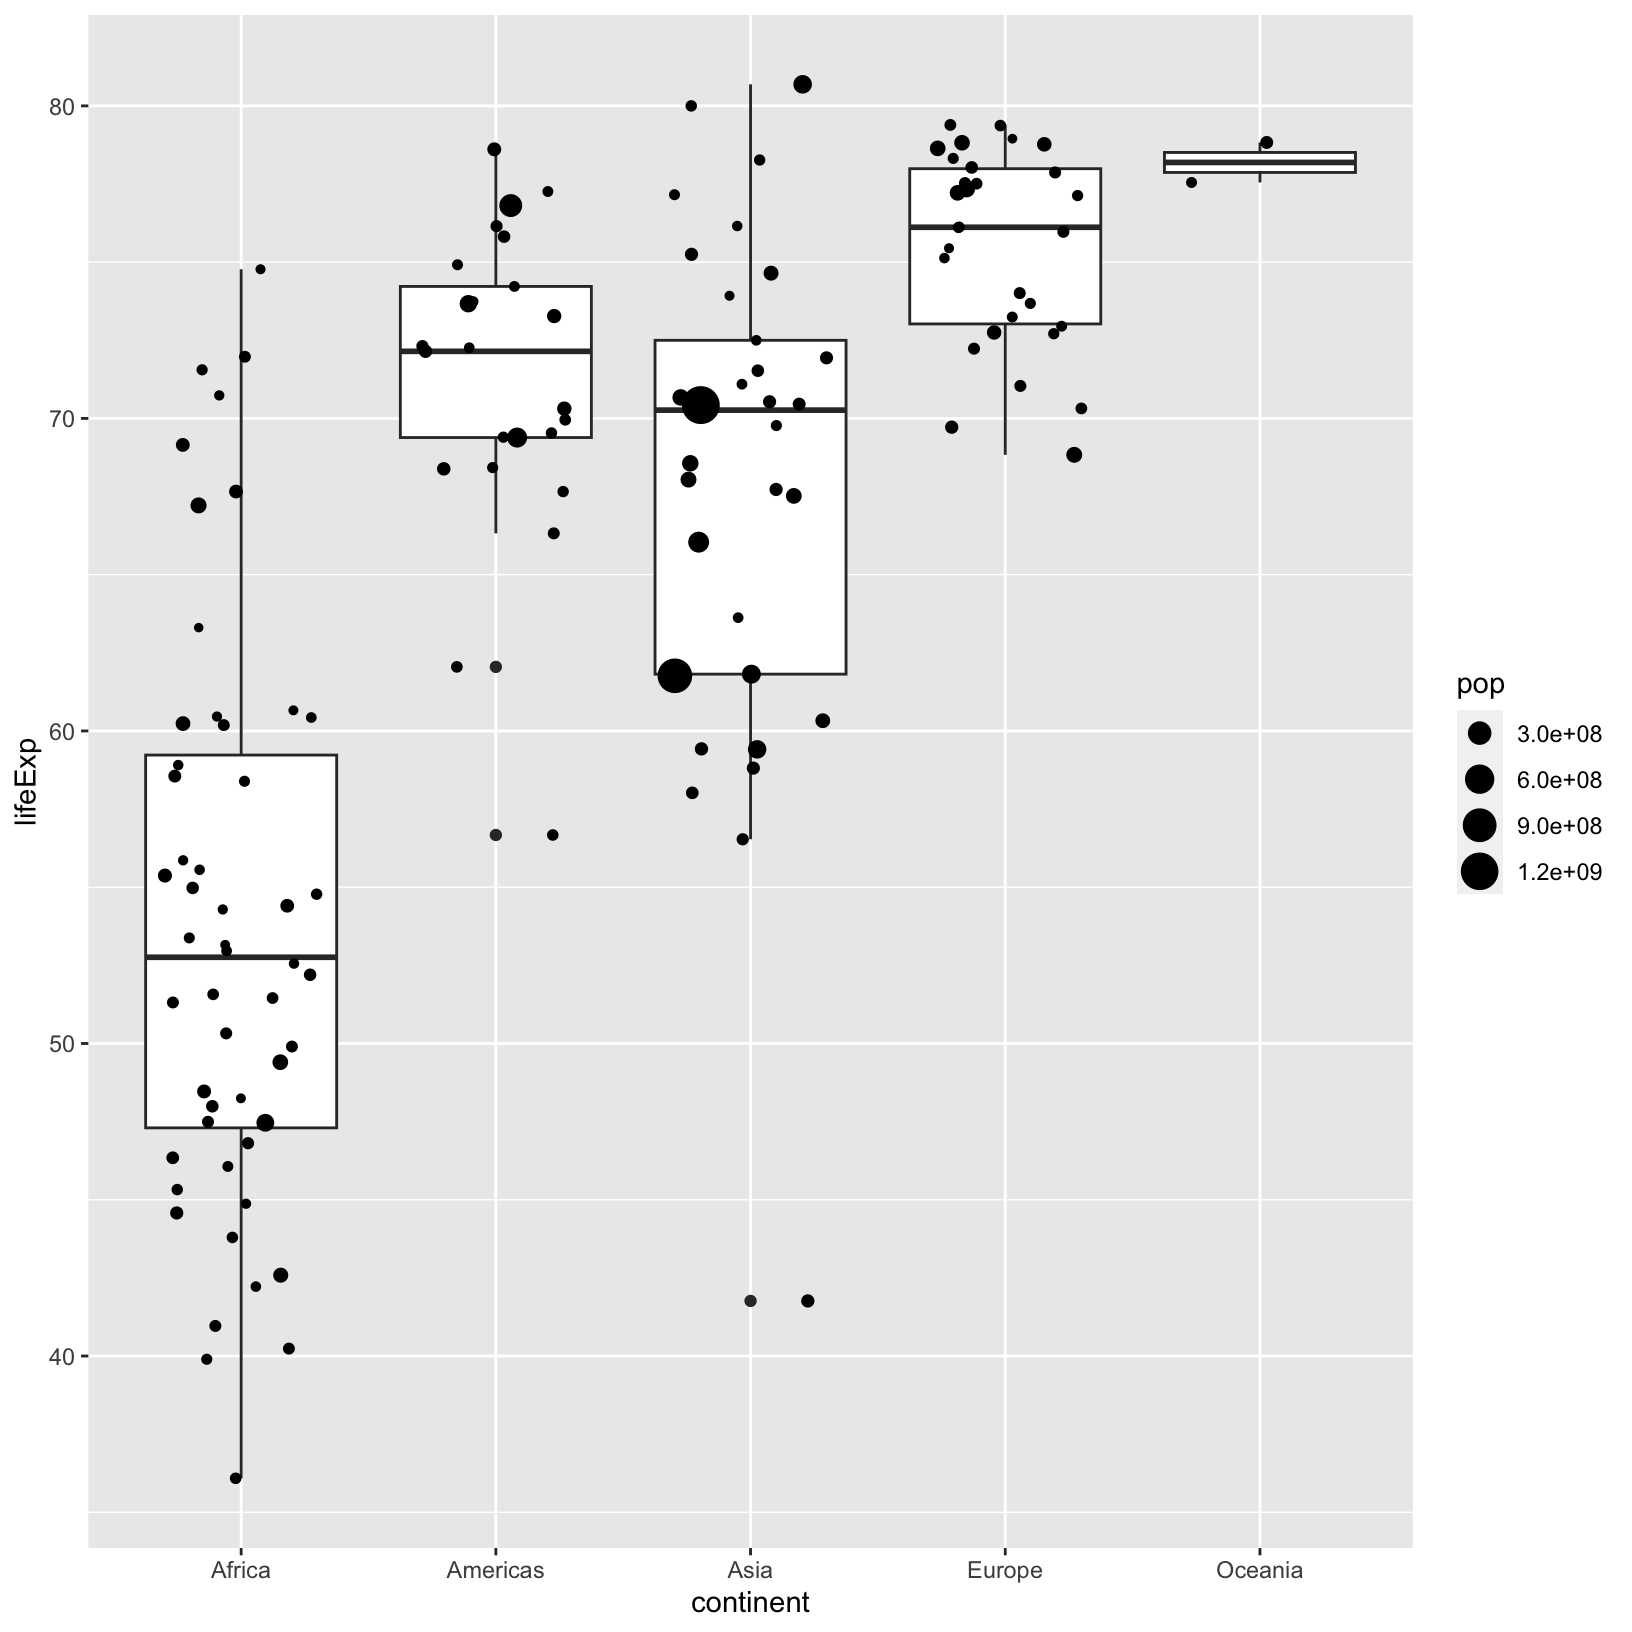 80
70
60
50
40
lifeExp
Africa
Americas
Asia
Europe
Oceania
continent
pop
3.0e+08
6.0e+08
9.0e+08
1.2e+09